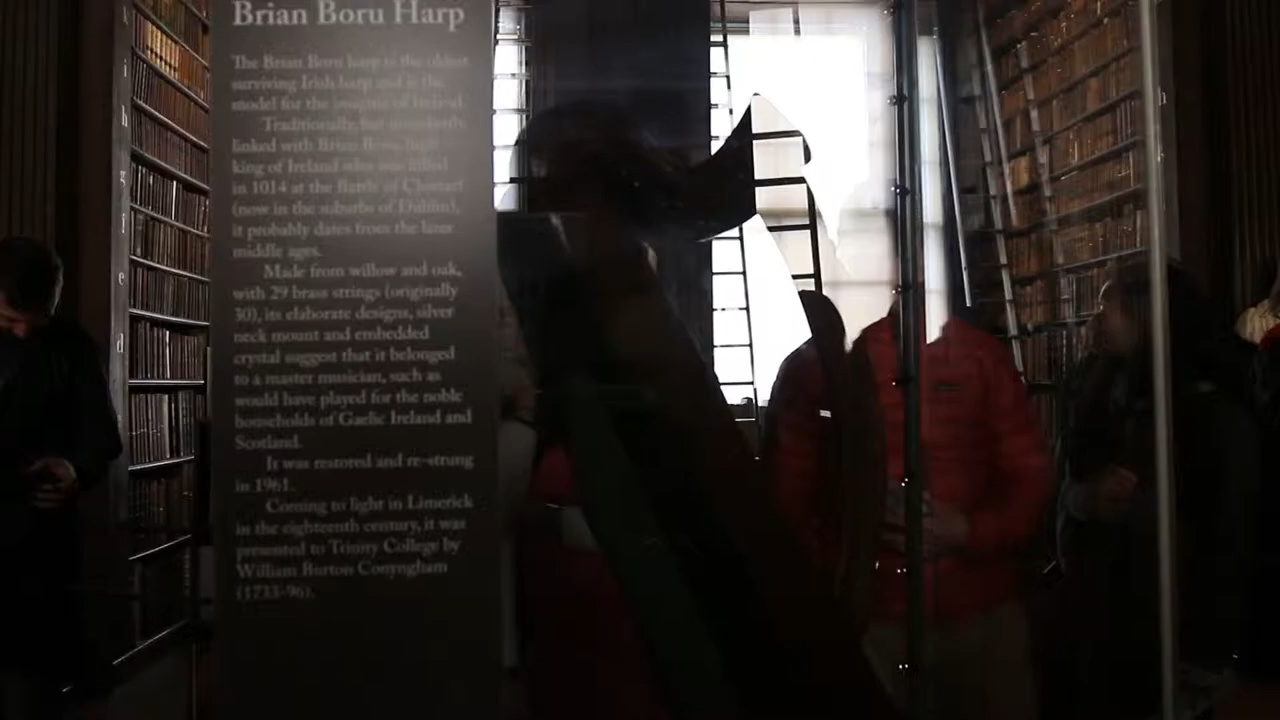 Brian Boru Harp
The Brian Boru harp is the oldest
surviving Irish harp and is the
model for the insignia of Ireland.
Traditionally, but
linked with Brian Boru, high
king of Ireland who was killed
in 1014 at the Battle of Clontarf
(now in the suburbs of Dublin),
it probably dates from the later
middle ages.
Made from willow and oak,
with 29 brass strings (originally
30), its elaborate designs, silver
neck mount and embedded
crystal suggest that it belonged
to a master musician, such as
would have played for the noble
households of Gaelic Ireland and
Scotland.
It was restored and re-strung
in 1961.
Coming to light in Limerick
in the eighteenth century, it was
presented to Trinity College by
William Burton Conyngham
(1733-96).
i
h
g
f
e
d